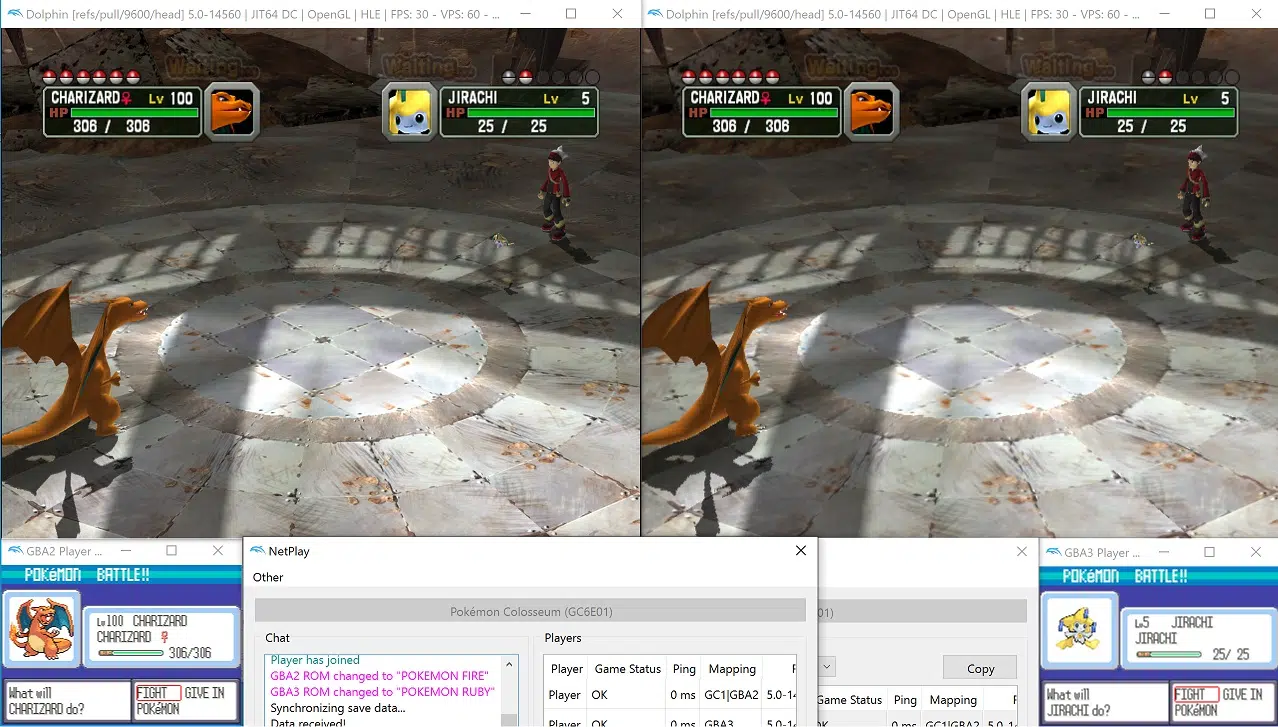 Dolphin [refs/pull/9600/head] 5.0-14560 | JIT64 DC | OpenGL | HLE | FPS: 30 - VPS: 60 - ...
Waiting... Waiting...
CHARIZARD♀ Lv 100
HP
306 / 306
JIRACHI Lv 5
HP
25 / 25
Dolphin [refs/pull/9600/head] 5.0-14560 | JIT64 DC | OpenGL | HLE | FPS: 30 - VPS: 60 - ...
Waiting... Waiting...
CHARIZARD♀ Lv 100
HP
306 / 306
JIRACHI Lv 5
HP
25 / 25
GBA2 Player ...
POKéMON BATTLE!!
Lv100 CHARIZARD
CHARIZARD ♀
306/306
What will
CHARIZARD do?
FIGHT GIVE IN
POKéMON
NetPlay
Other
Pokémon Colosseum (GC6E01)
Chat
Player has joined
GBA2 ROM changed to "POKEMON FIRE"
GBA3 ROM changed to "POKEMON RUBY"
Synchronizing save data...
Data received!
Players
Player Game Status Ping Mapping F
Player OK 0 ms GC1|GBA2 5.0-14
Player OK 0 ms GBA3 5.0-14
01)
Copy
Game Status Ping Mapping F
OK 0 ms GC1|GBA2 5.0-1
GBA3 Player ...
POKéMON BATTLE!!
Lv5 JIRACHI
JIRACHI
25/ 25
What will
JIRACHI do?
FIGHT GIVE IN
POKéMON